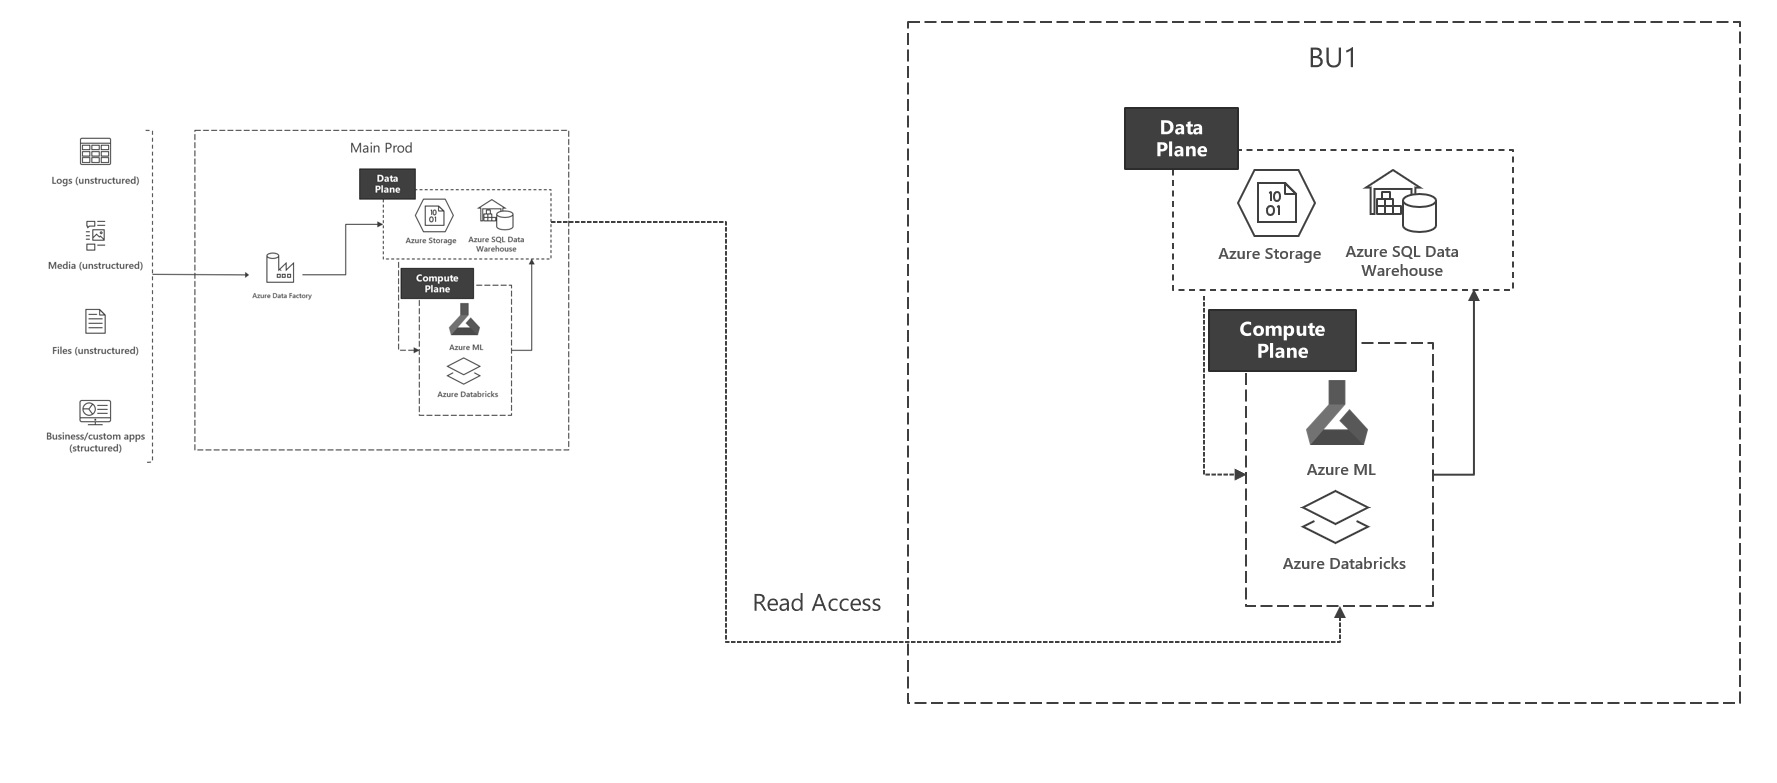 Logs (unstructured)
Media (unstructured)
Files (unstructured)
Business/custom apps
(structured)
Main Prod
Data
Plane
10
01
Azure Storage
Azure SQL Data
Warehouse
Azure Data Factory
Compute
Plane
Azure ML
Azure Databricks
Read Access
BU1
Data
Plane
10
01
Azure Storage
Azure SQL Data
Warehouse
Compute
Plane
Azure ML
Azure Databricks